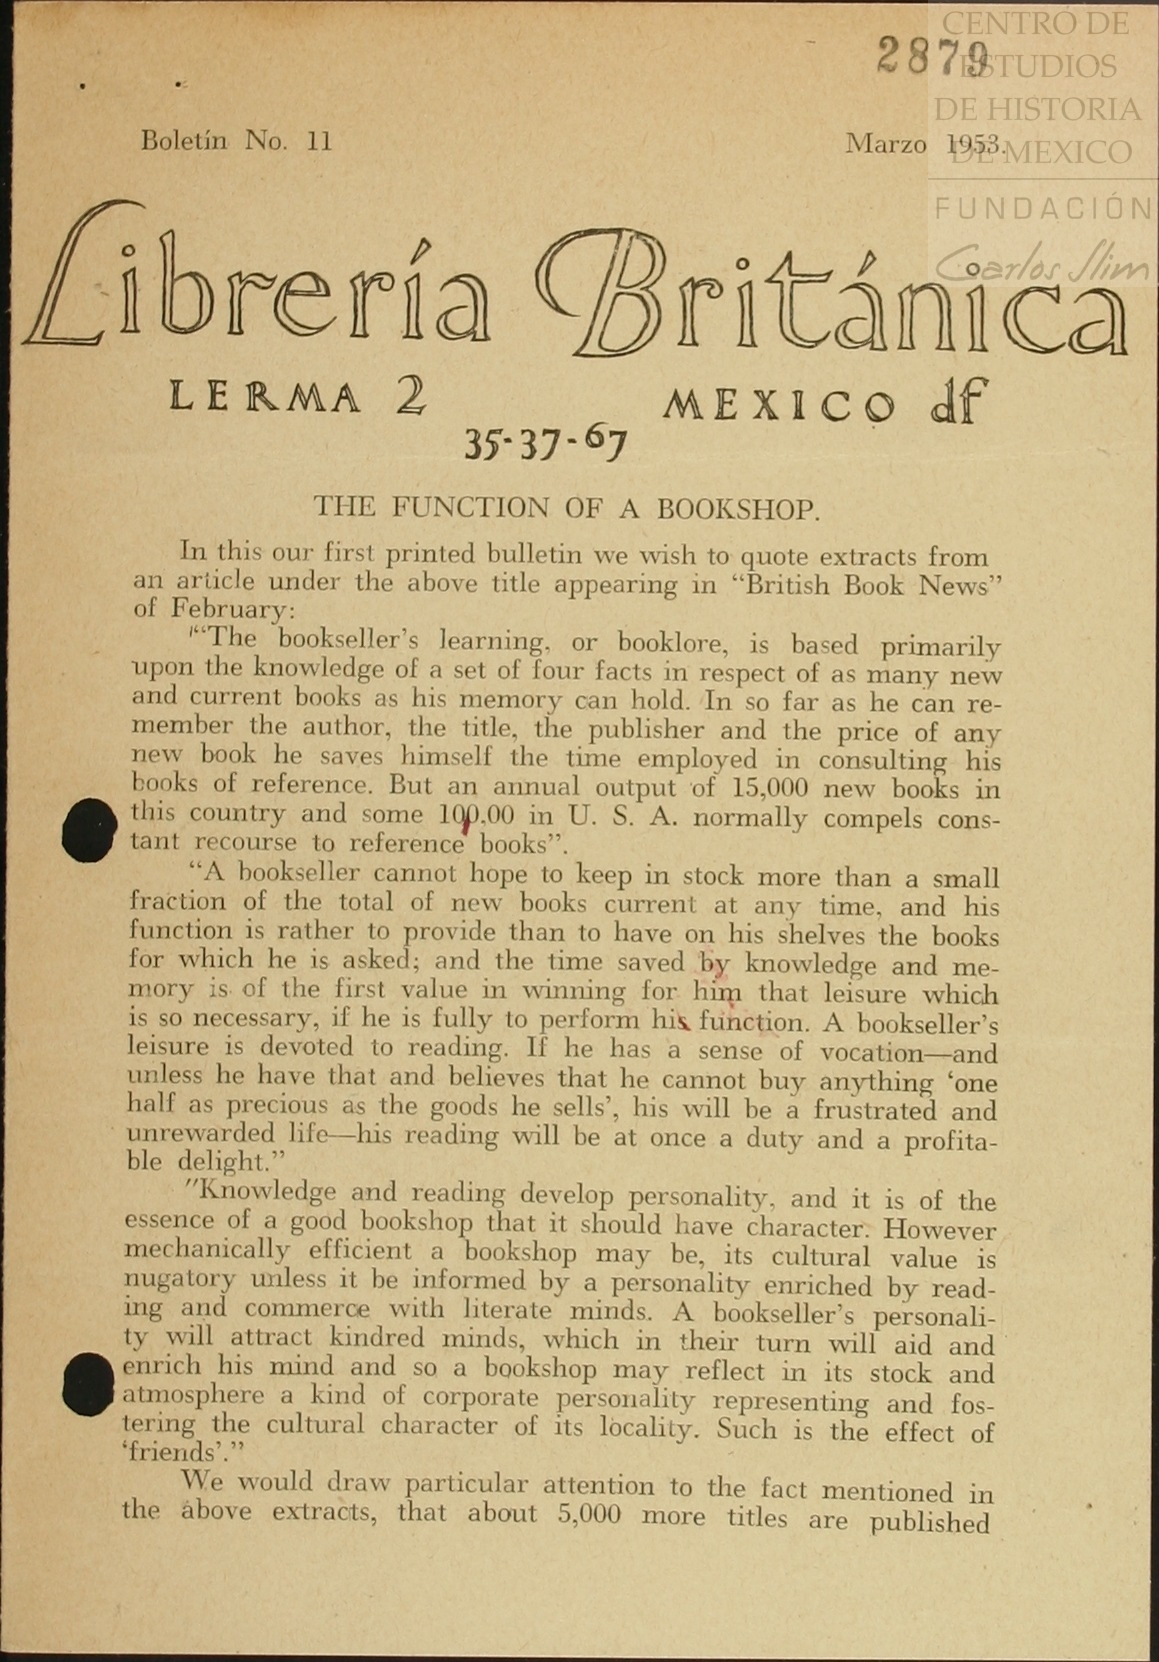 2879
CENTRO DE
ESTUDIOS
DE HISTORIA
DE MEXICO
FUNDACIÓN
Carlos Slim
Boletín No. 11
Marzo 1953.
Librería Británica
LERMA 2 MEXICO df
35-37-67
THE FUNCTION OF A BOOKSHOP.
In this our first printed bulletin we wish to quote extracts from
an article under the above title appearing in “British Book News”
of February:
“The bookseller’s learning, or booklore, is based primarily
upon the knowledge of a set of four facts in respect of as many new
and current books as his memory can hold. In so far as he can re-
member the author, the title, the publisher and the price of any
new book he saves himself the time employed in consulting his
books of reference. But an annual output of 15,000 new books in
this country and some 100.00 in U. S. A. normally compels cons-
tant recourse to reference books”.
“A bookseller cannot hope to keep in stock more than a small
fraction of the total of new books current at any time, and his
function is rather to provide than to have on his shelves the books
for which he is asked; and the time saved by knowledge and me-
mory is of the first value in winning for him that leisure which
is so necessary, if he is fully to perform his function. A bookseller’s
leisure is devoted to reading. If he has a sense of vocation—and
unless he have that and believes that he cannot buy anything ‘one
half as precious as the goods he sells’, his will be a frustrated and
unrewarded life—his reading will be at once a duty and a profita-
ble delight.”
"Knowledge and reading develop personality, and it is of the
essence of a good bookshop that it should have character. However
mechanically efficient a bookshop may be, its cultural value is
nugatory unless it be informed by a personality enriched by read-
ing and commerce with literate minds. A bookseller’s personali-
ty will attract kindred minds, which in their turn will aid and
enrich his mind and so a bookshop may reflect in its stock and
atmosphere a kind of corporate personality representing and fos-
tering the cultural character of its locality. Such is the effect of
‘friends’.”
We would draw particular attention to the fact mentioned in
the above extracts, that about 5,000 more titles are published